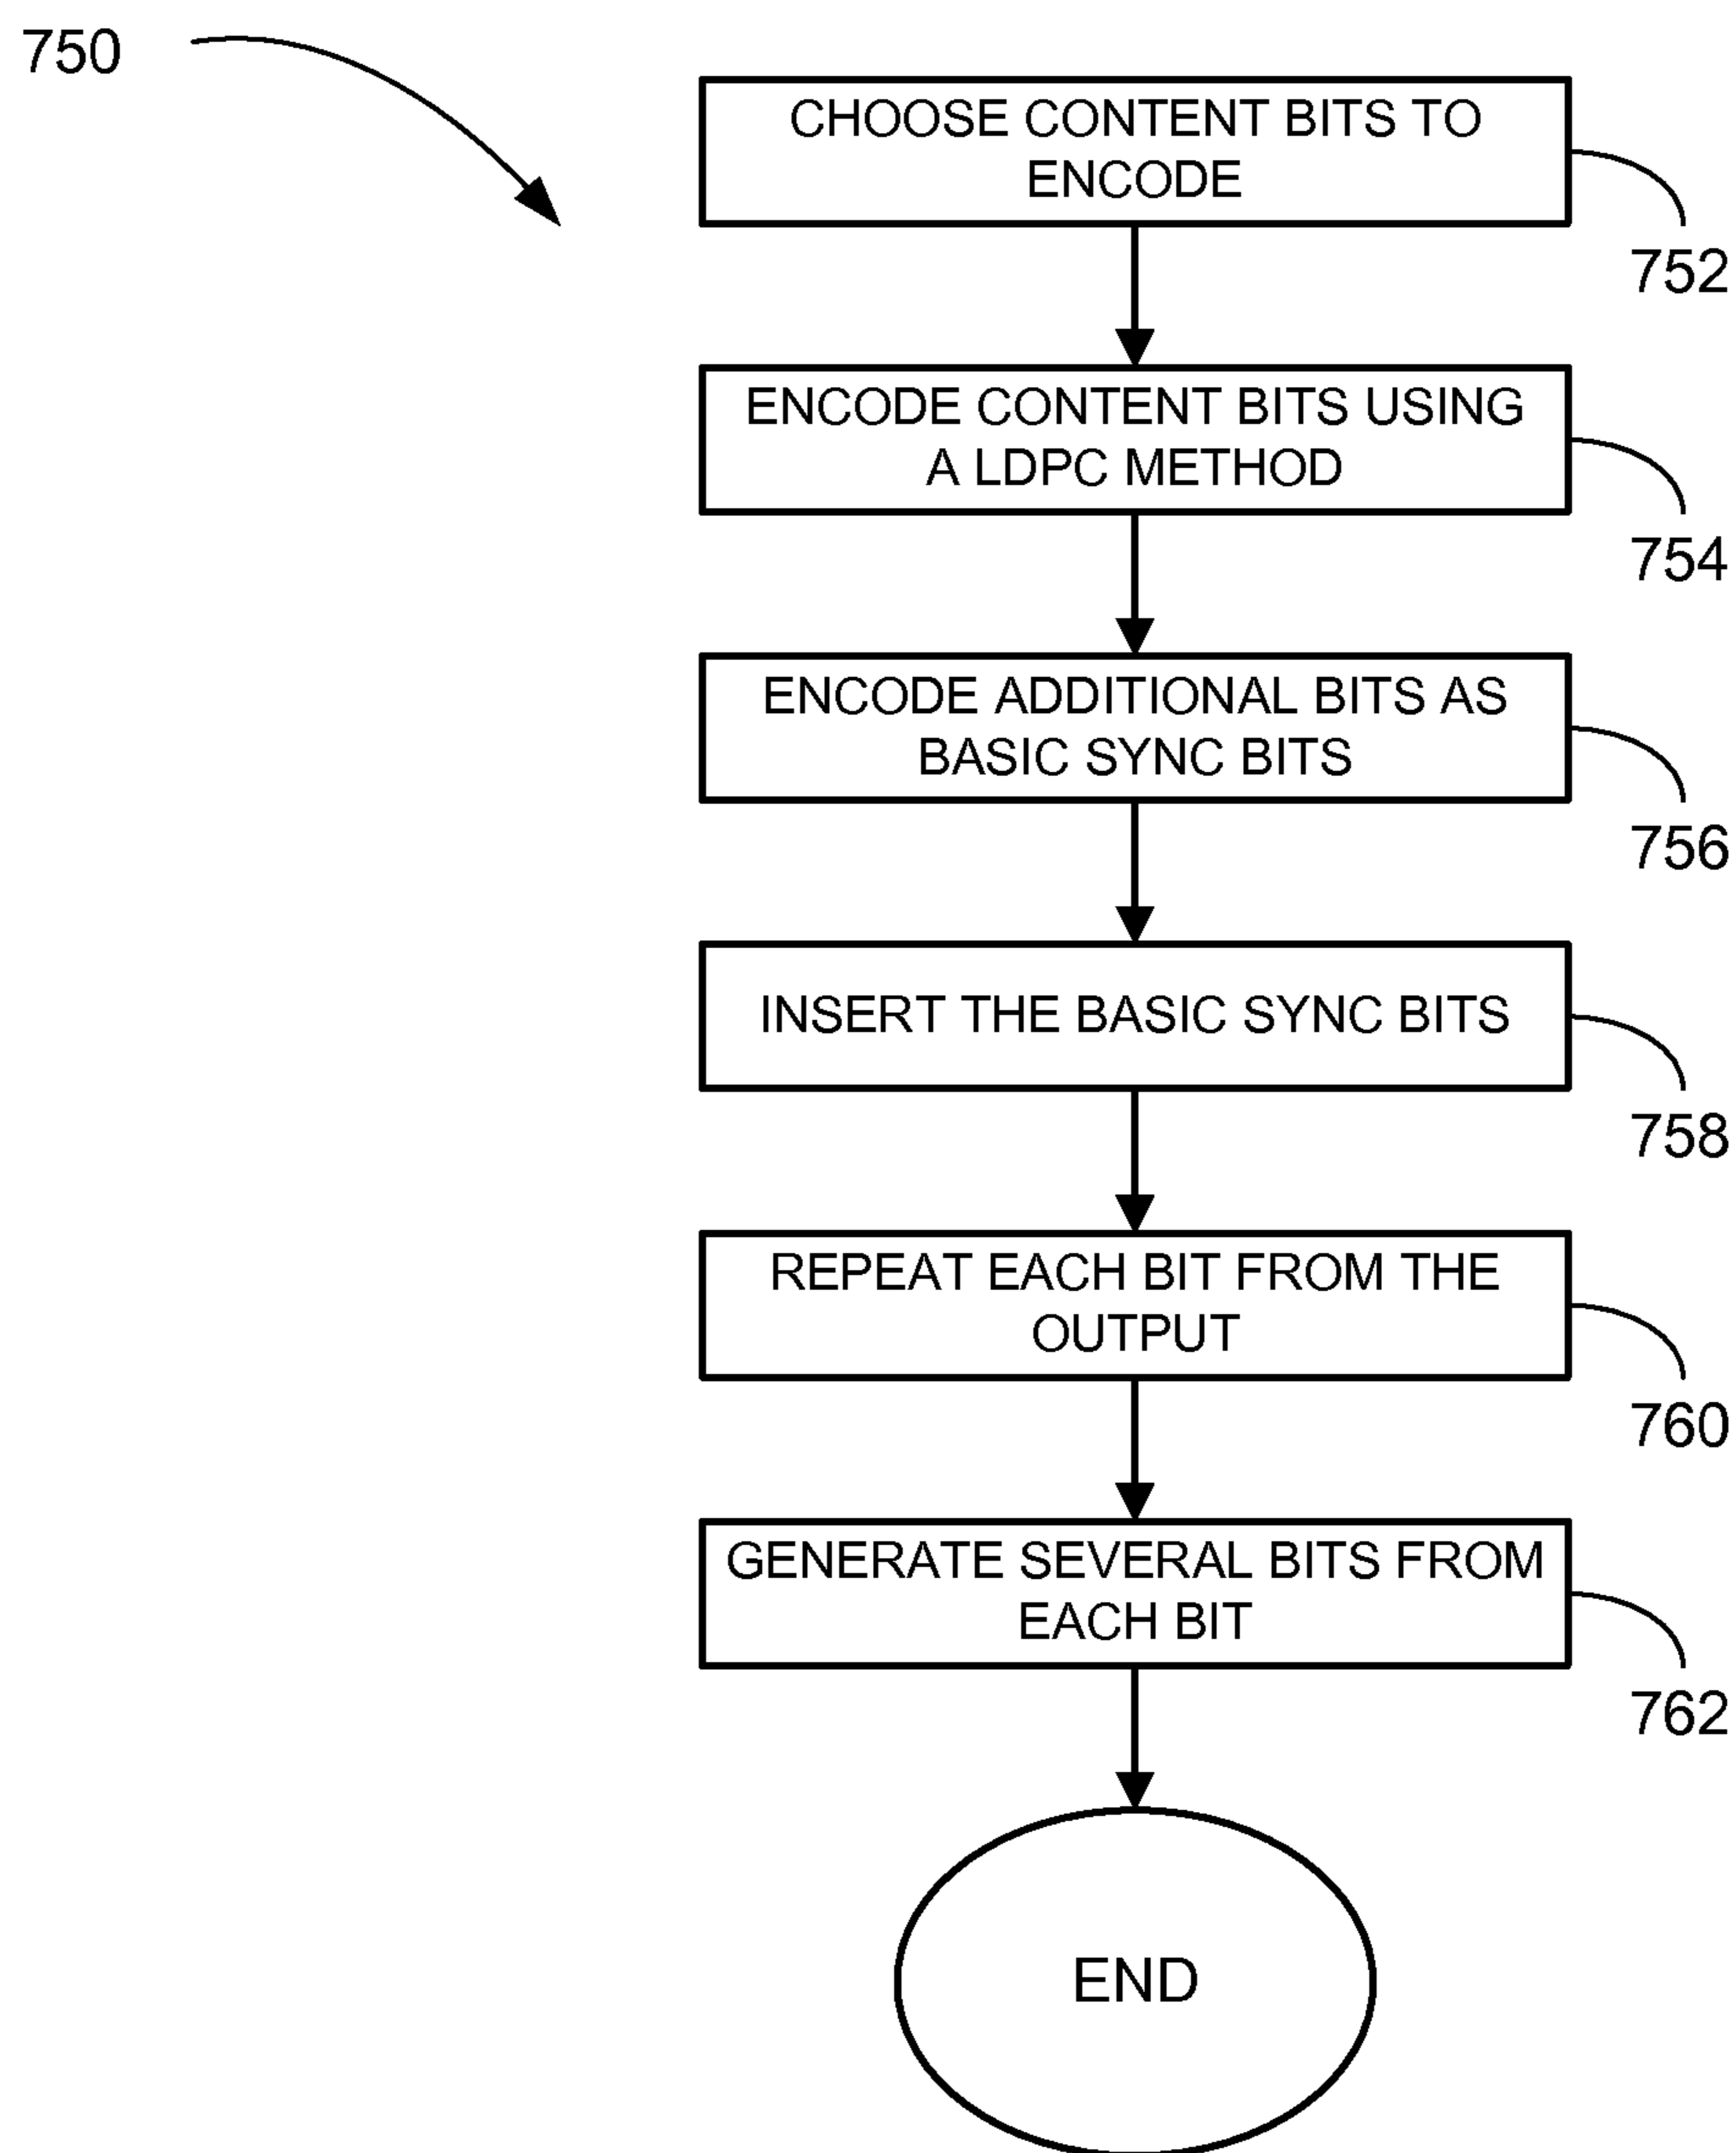 750
CHOOSE CONTENT BITS TO
ENCODE
752
ENCODE CONTENT BITS USING
A LDPC METHOD
754
ENCODE ADDITIONAL BITS AS
BASIC SYNC BITS
756
INSERT THE BASIC SYNC BITS
758
REPEAT EACH BIT FROM THE
OUTPUT
760
GENERATE SEVERAL BITS FROM
EACH BIT
762
END